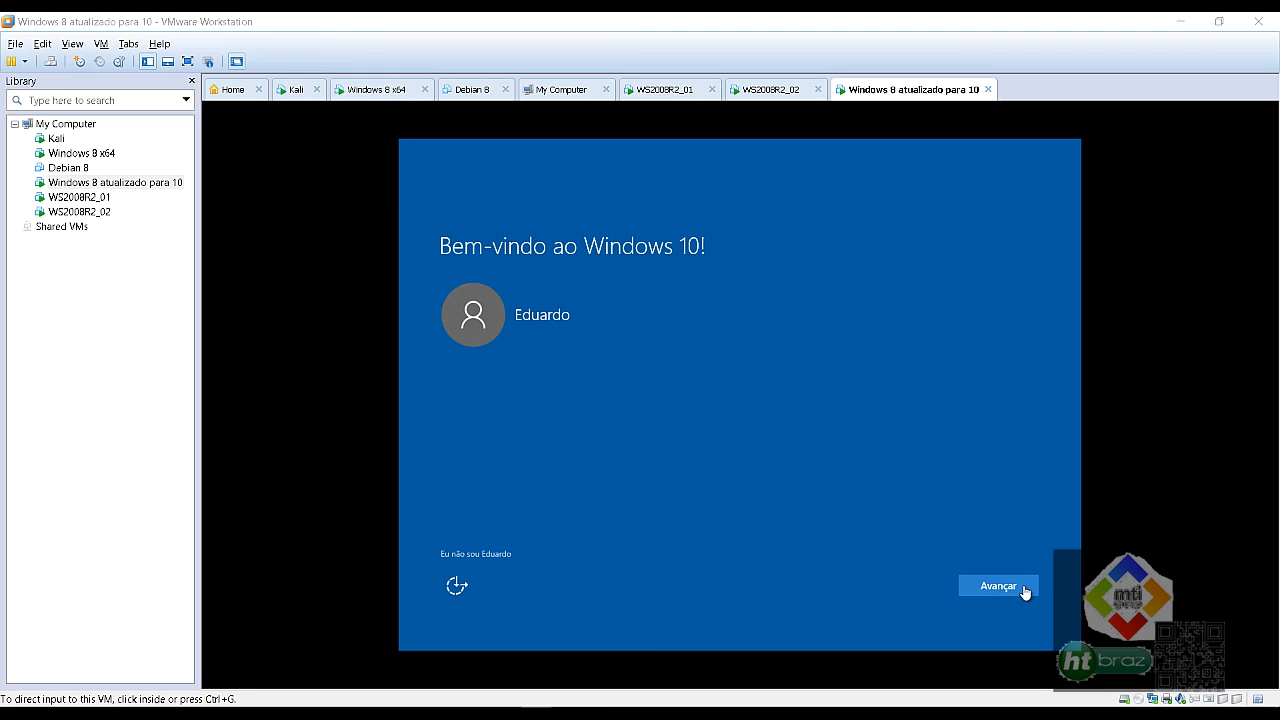 Windows 8 atualizado para 10 - VMware Workstation
File Edit View VM Tabs Help
Library
Type here to search
My Computer
Kali
Windows 8 x64
Debian 8
Windows 8 atualizado para 10
WS2008R2_01
WS2008R2_02
Shared VMs
Home Kali Windows 8 x64 Debian 8 My Computer WS2008R2_01 WS2008R2_02 Windows 8 atualizado para 10
Bem-vindo ao Windows 10!
Eduardo
Eu não sou Eduardo
Avançar
mti
ht braz
To direct input to this VM, click inside or press Ctrl+G.